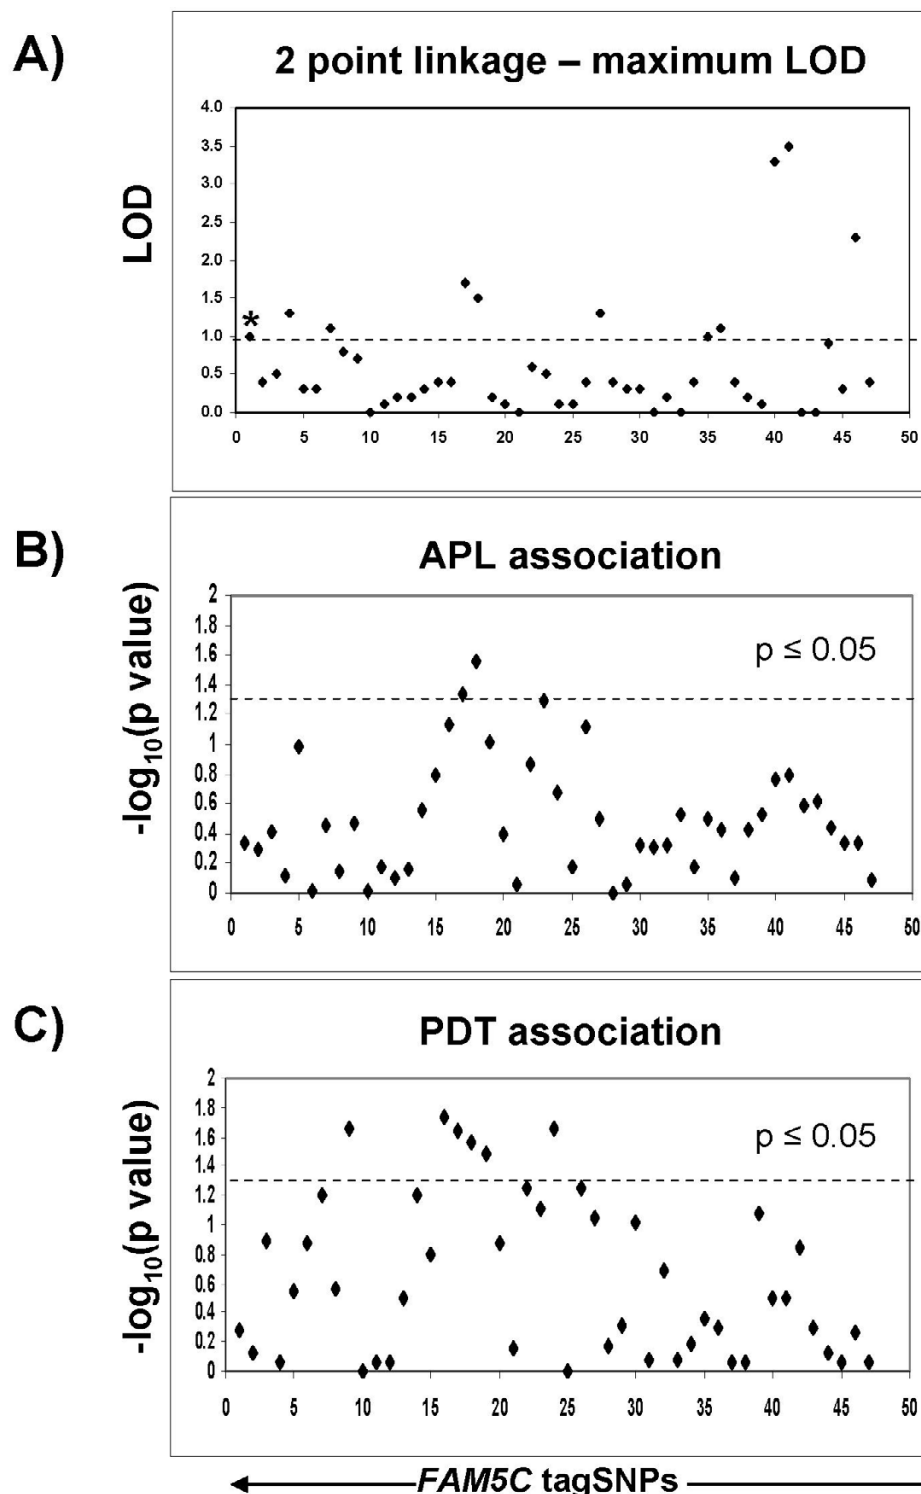 A)
2 point linkage – maximum LOD
LOD
4.0
3.5
3.0
2.5
2.0
1.5
1.0
0.5
0.0
*
0 5 10 15 20 25 30 35 40 45 50
B)
APL association
-log10(p value)
2
1.8
1.6
1.4
1.2
1
0.8
0.6
0.4
0.2
0
p ≤ 0.05
0 5 10 15 20 25 30 35 40 45 50
C)
PDT association
-log10(p value)
2
1.8
1.6
1.4
1.2
1
0.8
0.6
0.4
0.2
0
p ≤ 0.05
0 5 10 15 20 25 30 35 40 45 50
FAM5C tagSNPs